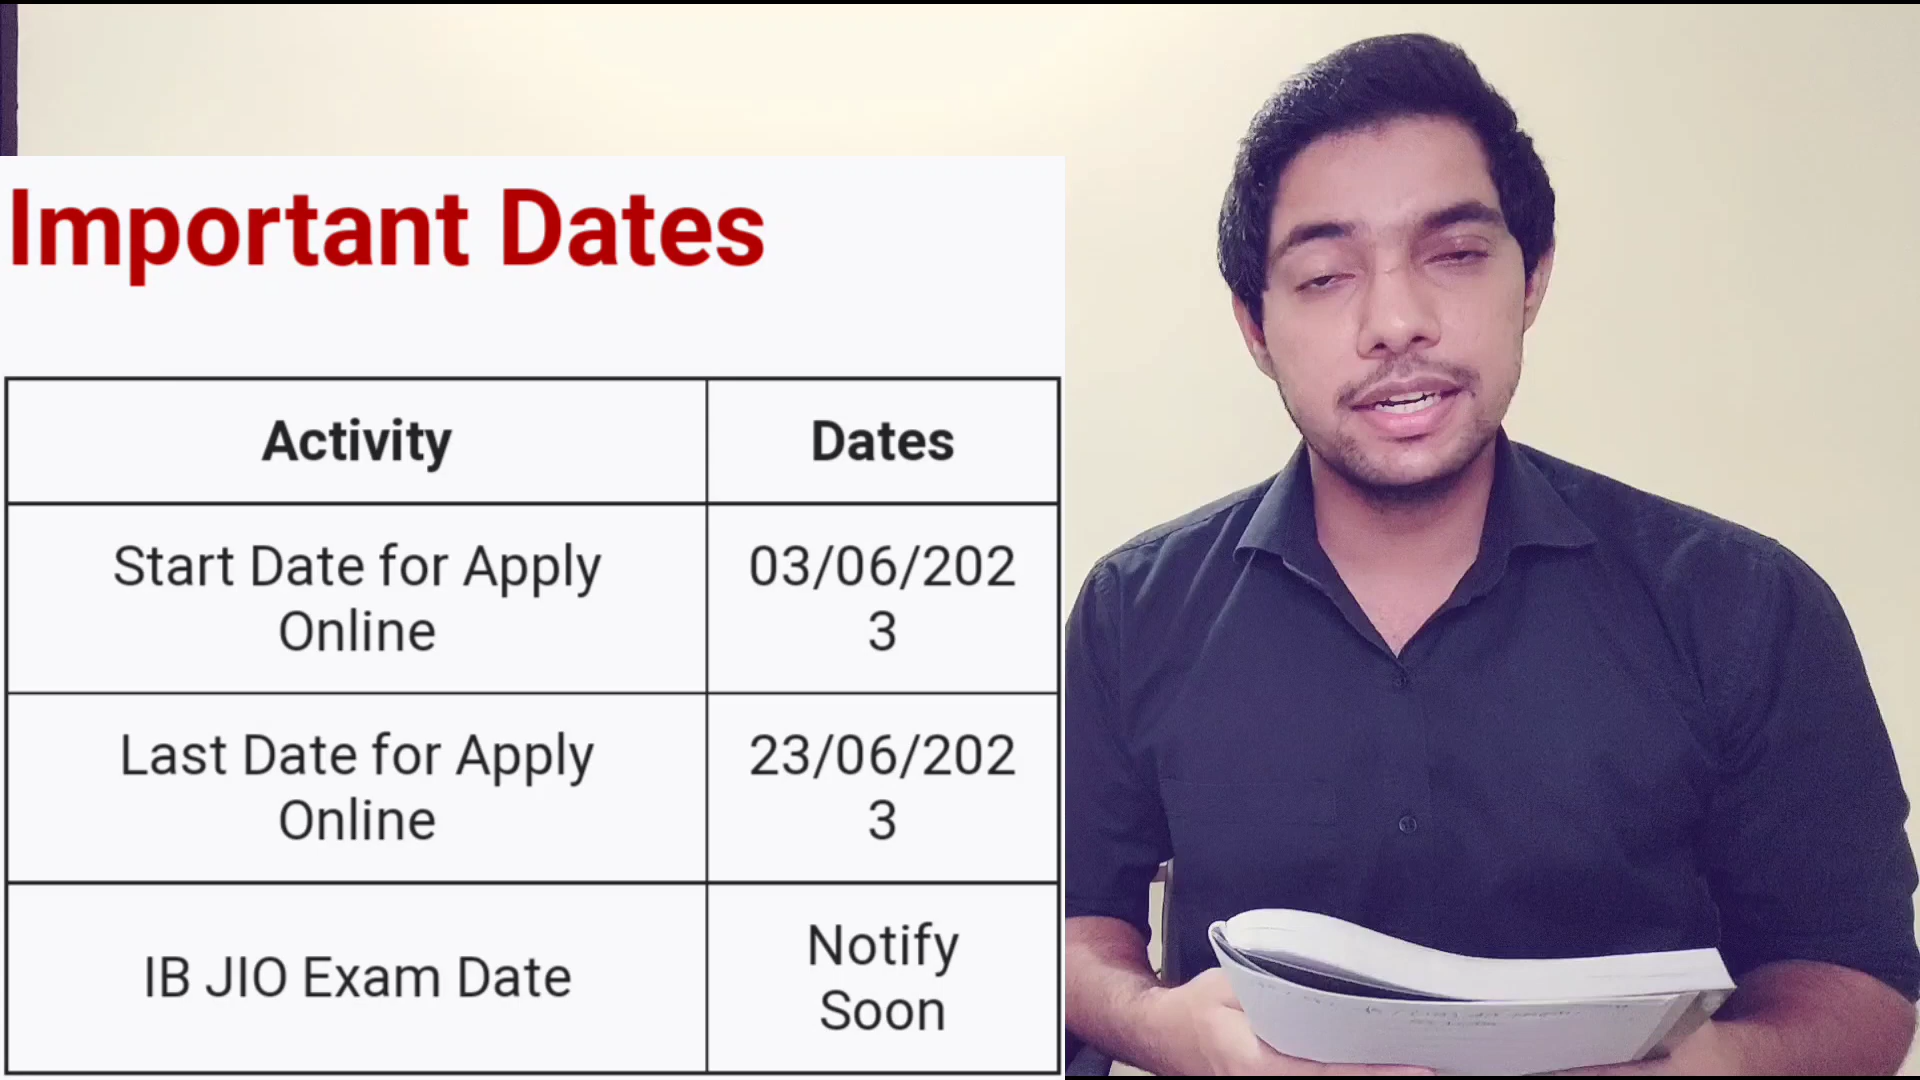 Important Dates
Activity
Dates
Start Date for Apply
Online
03/06/202
3
Last Date for Apply
Online
23/06/202
3
IB JIO Exam Date
Notify
Soon